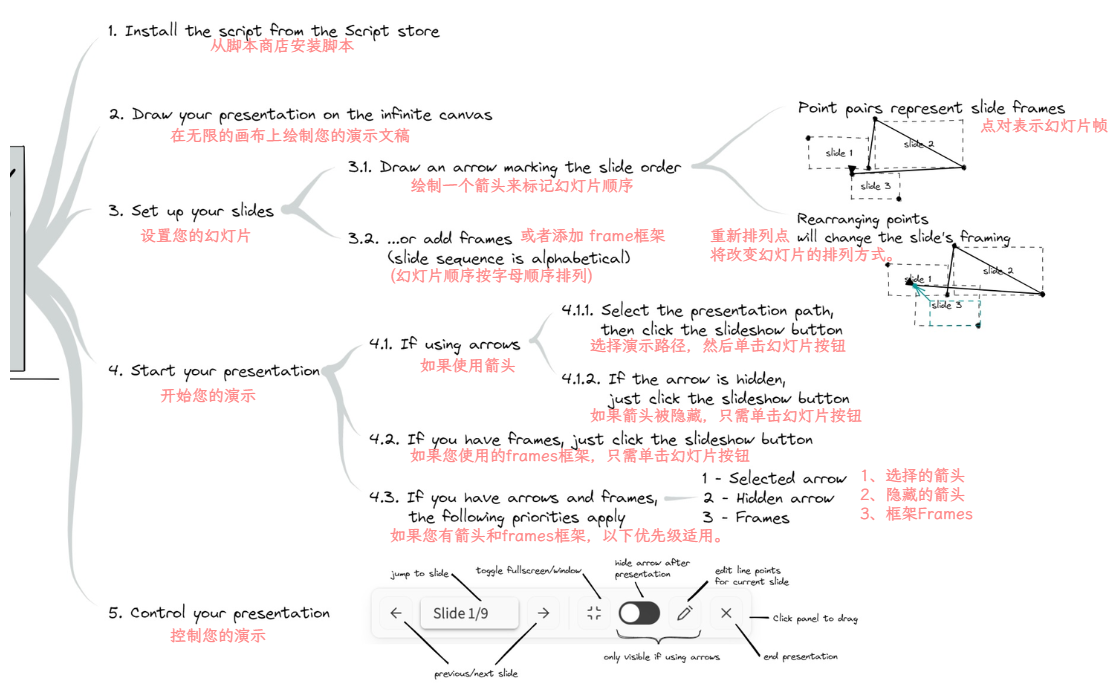 1. Install the script from the Script store
从脚本商店安装脚本
2. Draw your presentation on the infinite canvas
在无限的画布上绘制您的演示文稿
3. Set up your slides
设置您的幻灯片
3.1. Draw an arrow marking the slide order
绘制一个箭头来标记幻灯片顺序
Point pairs represent slide frames
点对表示幻灯片帧
slide 1
slide 2
slide 3
Rearranging points
will change the slide's framing
重新排列点
将改变幻灯片的排列方式。
slide 1
slide 2
slide 3
3.2. ...or add frames
或者添加 frame框架
(slide sequence is alphabetical)
(幻灯片顺序按字母顺序排列)
4. Start your presentation
开始您的演示
4.1. If using arrows
如果使用箭头
4.1.1. Select the presentation path,
then click the slideshow button
选择演示路径，然后单击幻灯片按钮
4.1.2. If the arrow is hidden,
just click the slideshow button
如果箭头被隐藏，只需单击幻灯片按钮
4.2. If you have frames, just click the slideshow button
如果您使用的frames框架，只需单击幻灯片按钮
4.3. If you have arrows and frames,
the following priorities apply
如果您有箭头和frames框架，以下优先级适用。
1 - Selected arrow
2 - Hidden arrow
3 - Frames
1、选择的箭头
2、隐藏的箭头
3、框架Frames
5. Control your presentation
控制您的演示
jump to slide
toggle fullscreen/window
hide arrow after
presentation
edit line points
for current slide
Slide 1/9
Click panel to drag
only visible if using arrows
end presentation
previous/next slide